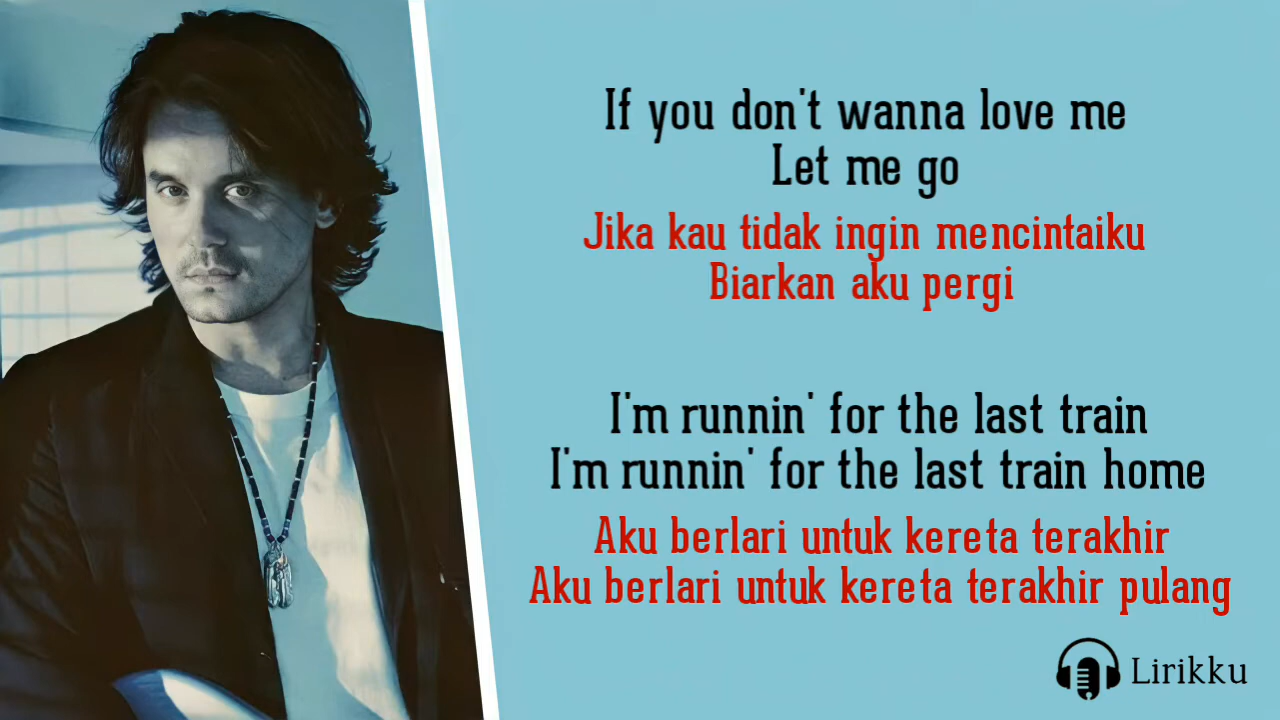 If you don't wanna love me
Let me go
Jika kau tidak ingin mencintaiku
Biarkan aku pergi
I'm runnin' for the last train
I'm runnin' for the last train home
Aku berlari untuk kereta terakhir
Aku berlari untuk kereta terakhir pulang
Lirikku